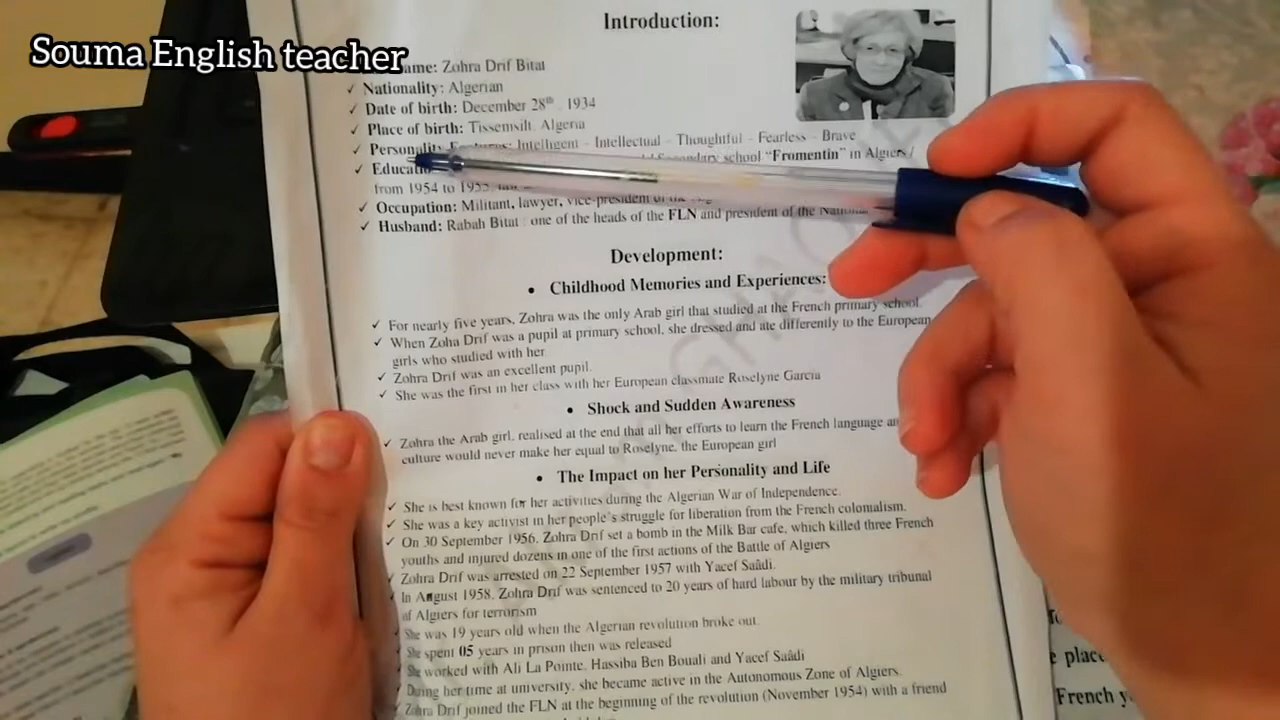 Souma English teacher
Introduction:
ame: Zohra Drif Bitat
✓ Nationality: Algerian
✓ Date of birth: December 28th, 1934
✓ Place of birth: Tissemsilt, Algeria
✓ Personality Features: Intelligent - Intellectual - Thoughtful - Fearless - Brave
✓ Educatio Secondary school "Fromentin" in Algiers /
from 1954 to 1955,
✓ Occupation: Militant, lawyer, vice-president of the
✓ Husband: Rabah Bitat : one of the heads of the FLN and president of the National
Development:
• Childhood Memories and Experiences:
✓ For nearly five years, Zohra was the only Arab girl that studied at the French primary school.
✓ When Zoha Drif was a pupil at primary school, she dressed and ate differently to the European
girls who studied with her
✓ Zohra Drif was an excellent pupil.
✓ She was the first in her class with her European classmate Roselyne Garcia
• Shock and Sudden Awareness
✓ Zohra the Arab girl, realised at the end that all her efforts to learn the French language an
culture would never make her equal to Roselyne, the European girl
• The Impact on her Personality and Life
✓ She is best known for her activities during the Algerian War of Independence.
✓ She was a key activist in her people's struggle for liberation from the French colonialism.
✓ On 30 September 1956, Zohra Drif set a bomb in the Milk Bar cafe, which killed three French
youths and injured dozens in one of the first actions of the Battle of Algiers
✓ Zohra Drif was arrested on 22 September 1957 with Yacef Saâdi.
✓ In August 1958, Zohra Drif was sentenced to 20 years of hard labour by the military tribunal
of Algiers for terrorism
✓ She was 19 years old when the Algerian revolution broke out.
✓ She spent 05 years in prison then was released
✓ She worked with Ali La Pointe, Hassiba Ben Bouali and Yacef Saâdi
✓ During her time at university, she became active in the Autonomous Zone of Algiers.
✓ Zohra Drif joined the FLN at the beginning of the revolution (November 1954) with a friend
e place
French y